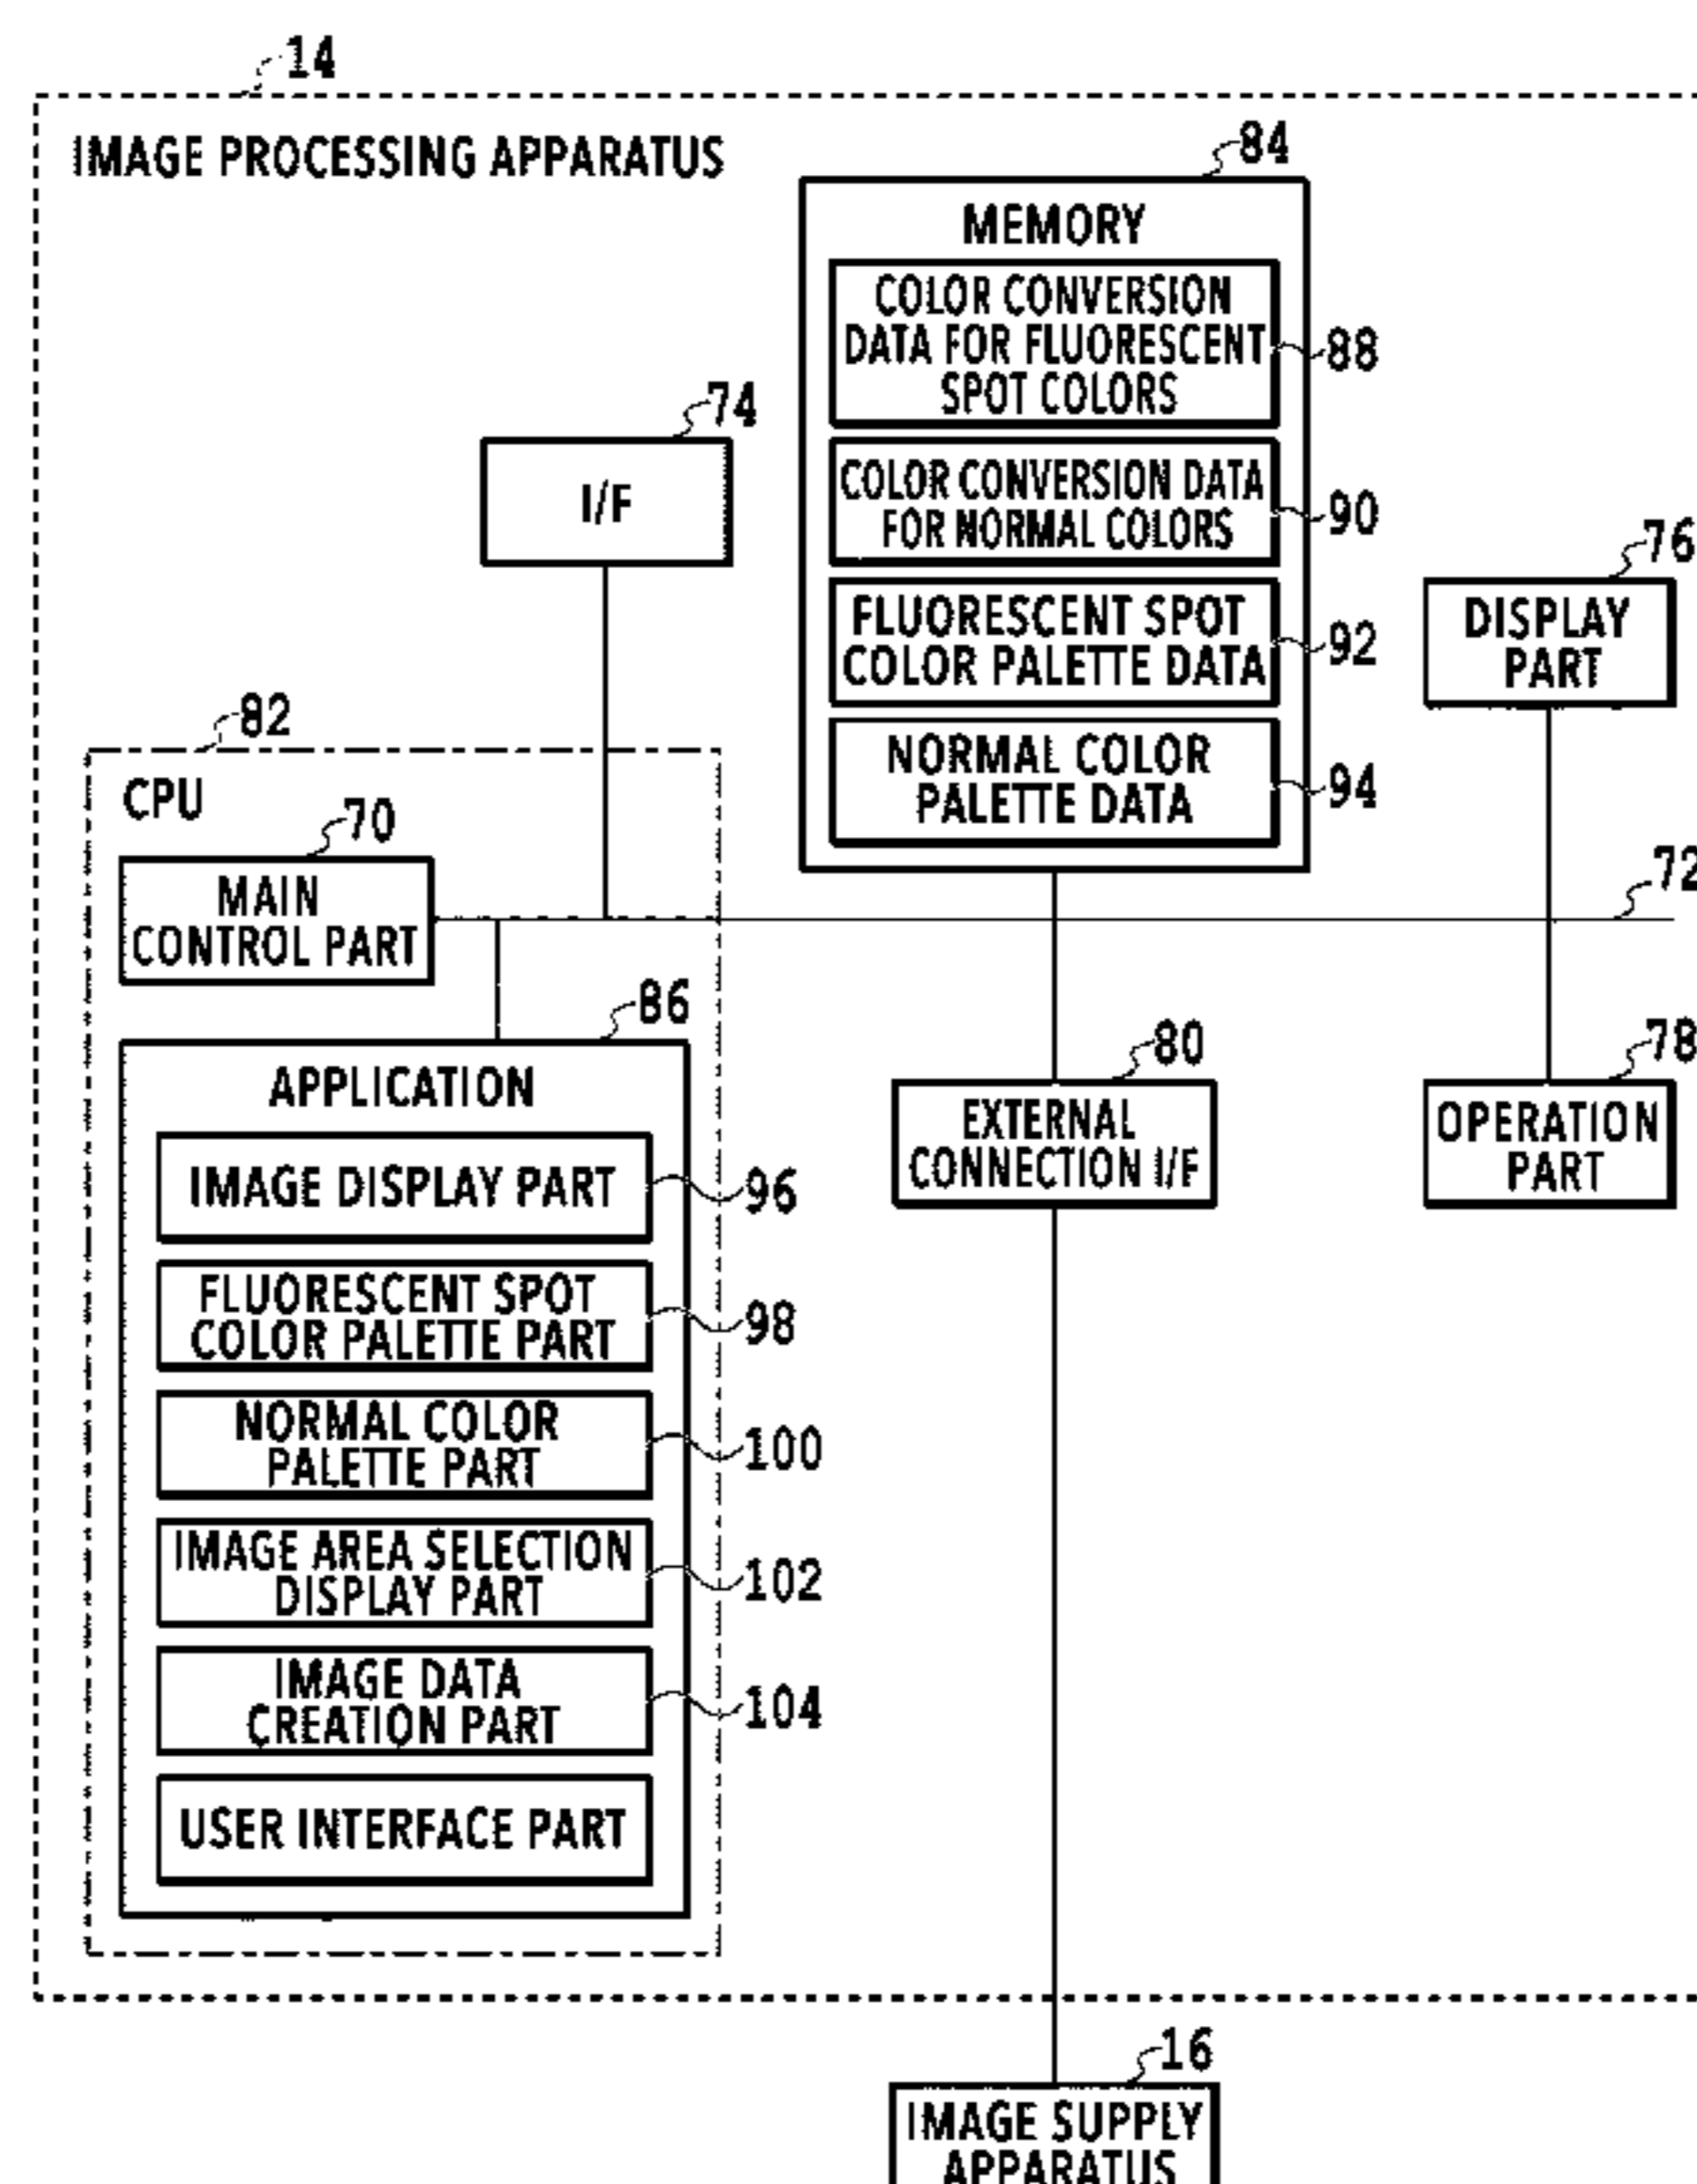 14
IMAGE PROCESSING APPARATUS
84
MEMORY
COLOR CONVERSION
DATA FOR FLUORESCENT
SPOT COLORS
88
COLOR CONVERSION DATA
FOR NORMAL COLORS
90
FLUORESCENT SPOT
COLOR PALETTE DATA
92
NORMAL COLOR
PALETTE DATA
94
74
I/F
76
DISPLAY
PART
82
CPU
70
MAIN
CONTROL PART
72
86
APPLICATION
IMAGE DISPLAY PART
96
FLUORESCENT SPOT
COLOR PALETTE PART
98
NORMAL COLOR
PALETTE PART
100
IMAGE AREA SELECTION
DISPLAY PART
102
IMAGE DATA
CREATION PART
104
USER INTERFACE PART
80
EXTERNAL
CONNECTION I/F
78
OPERATION
PART
16
IMAGE SUPPLY
APPARATUS